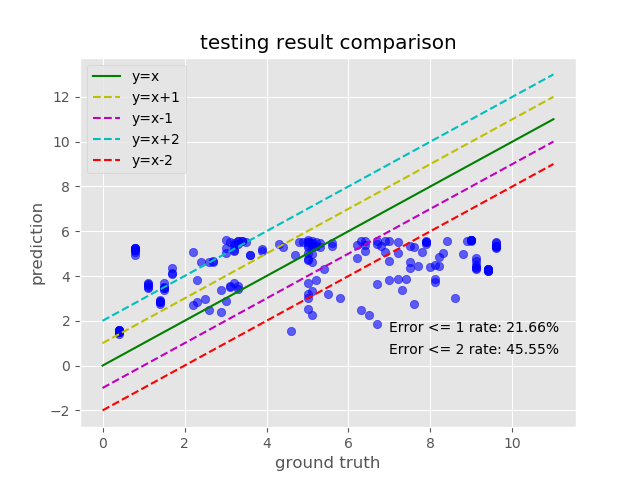 testing result comparison
y=x
y=x+1
y=x-1
y=x+2
y=x-2
prediction
12
10
8
6
4
2
0
−2
Error <= 1 rate: 21.66%
Error <= 2 rate: 45.55%
0 2 4 6 8 10
ground truth